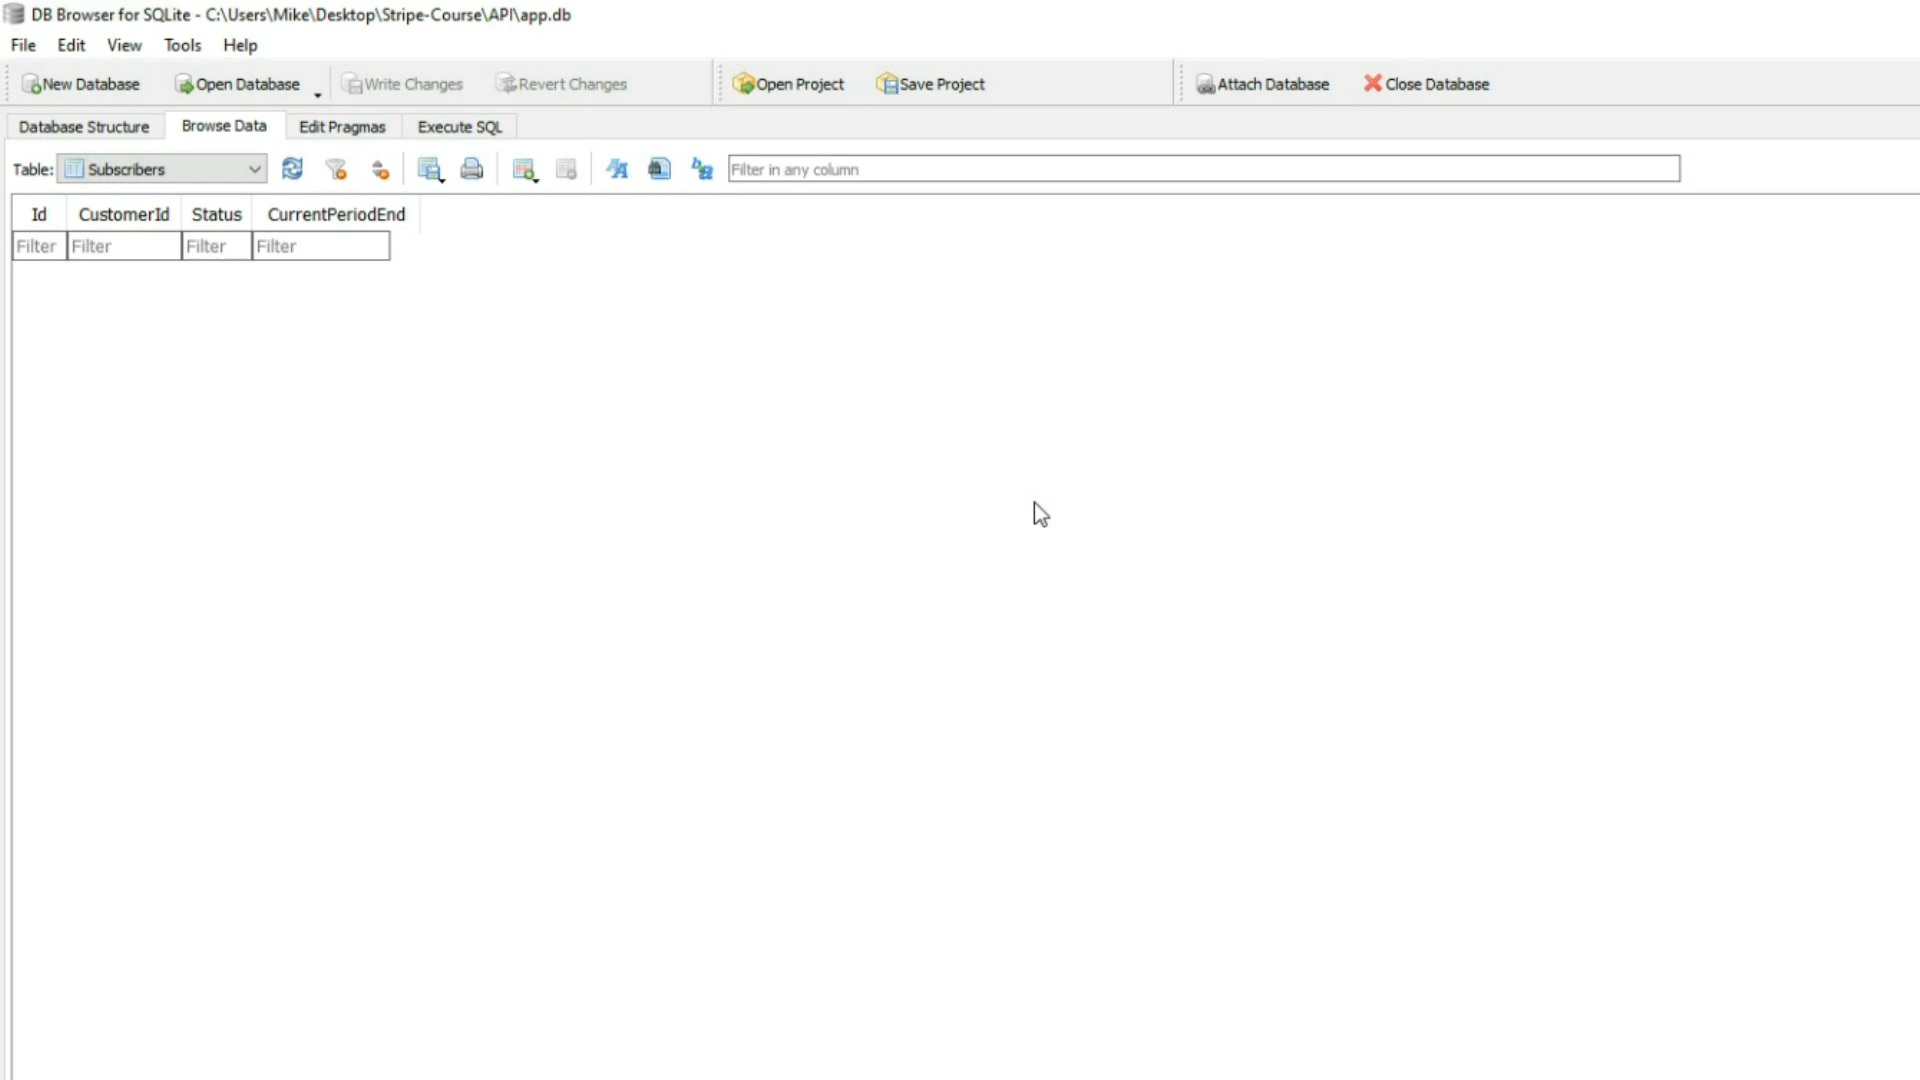 DB Browser for SQLite - C:\Users\Mike\Desktop\Stripe-Course\API\app.db
File Edit View Tools Help
New Database Open Database Write Changes Revert Changes Open Project Save Project Attach Database Close Database
Database Structure Browse Data Edit Pragmas Execute SQL
Table: Subscribers Filter in any column
Id CustomerId Status CurrentPeriodEnd
Filter Filter Filter Filter